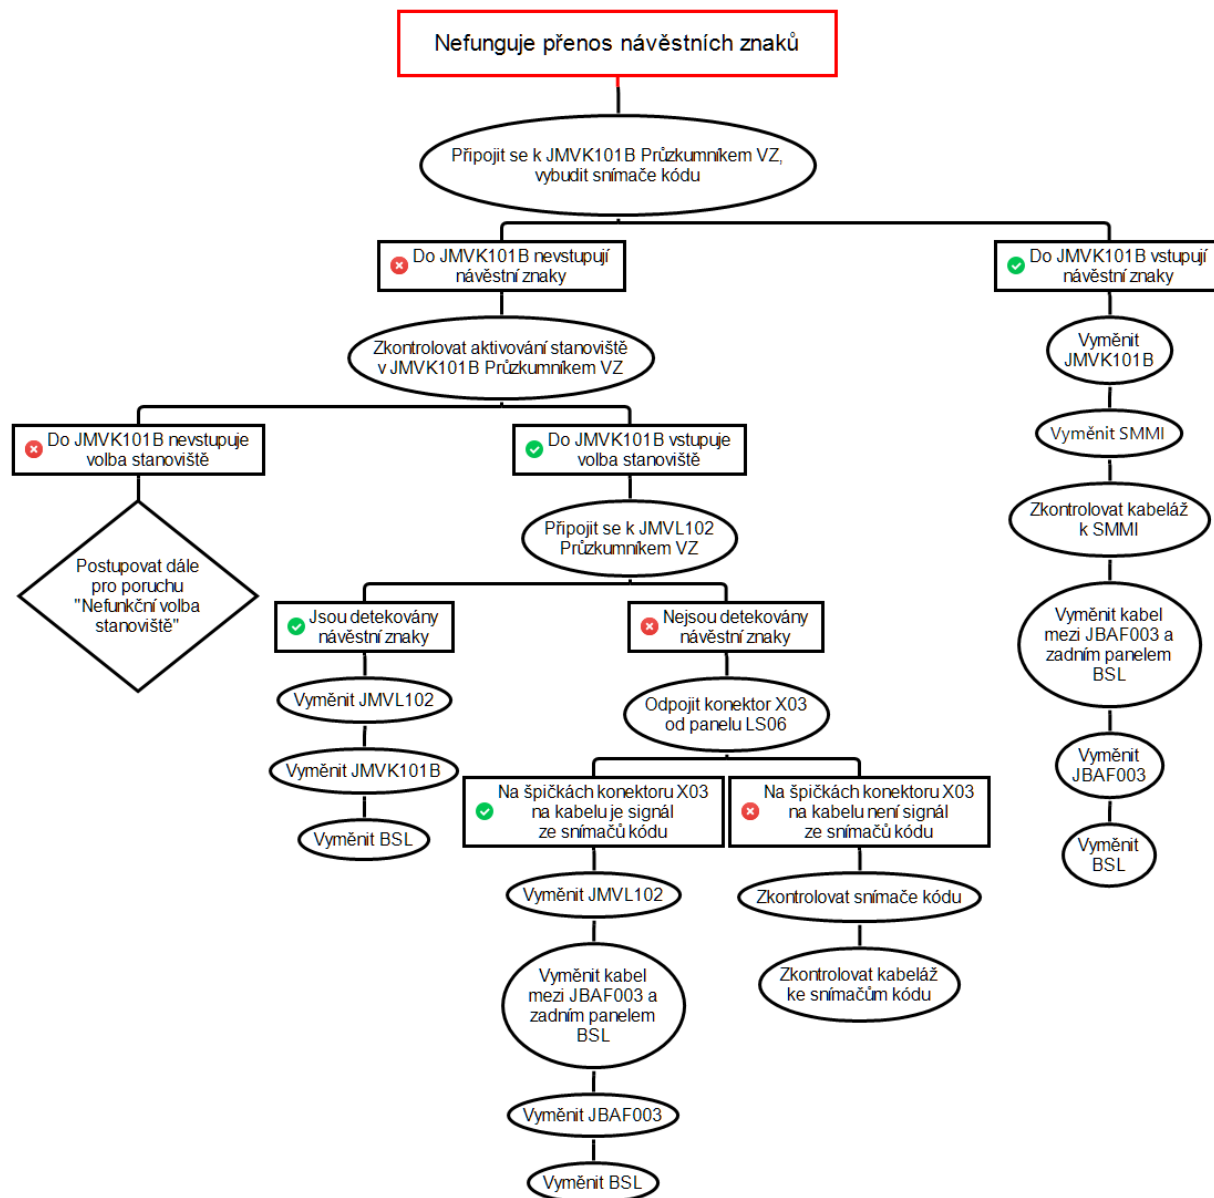 Nefunguje přenos návěstních znaků
Připojit se k JMVK101B Průzkumníkem VZ,
vybudit snímače kódu
Do JMVK101B nevstupují
návěstní znaky
Do JMVK101B vstupují
návěstní znaky
Zkontrolovat aktivování stanoviště
v JMVK101B Průzkumníkem VZ
Vyměnit
JMVK101B
Do JMVK101B nevstupuje
volba stanoviště
Do JMVK101B vstupuje
volba stanoviště
Vyměnit SMMI
Postupovat dále
pro poruchu
"Nefunkční volba
stanoviště"
Připojit se k JMVL102
Průzkumníkem VZ
Zkontrolovat kabeláž
k SMMI
Jsou detekovány
návěstní znaky
Nejsou detekovány
návěstní znaky
Vyměnit kabel
mezi JBAF003 a
zadním panelem
BSL
Vyměnit JMVL102
Odpojit konektor X03
od panelu LS06
Vyměnit JMVK101B
Vyměnit
JBAF003
Vyměnit BSL
Na špičkách konektoru X03
na kabelu je signál
ze snímačů kódu
Na špičkách konektoru X03
na kabelu není signál
ze snímačů kódu
Vyměnit
BSL
Vyměnit JMVL102
Zkontrolovat snímače kódu
Vyměnit kabel
mezi JBAF003 a
zadním panelem
BSL
Zkontrolovat kabeláž
ke snímačům kódu
Vyměnit JBAF003
Vyměnit BSL